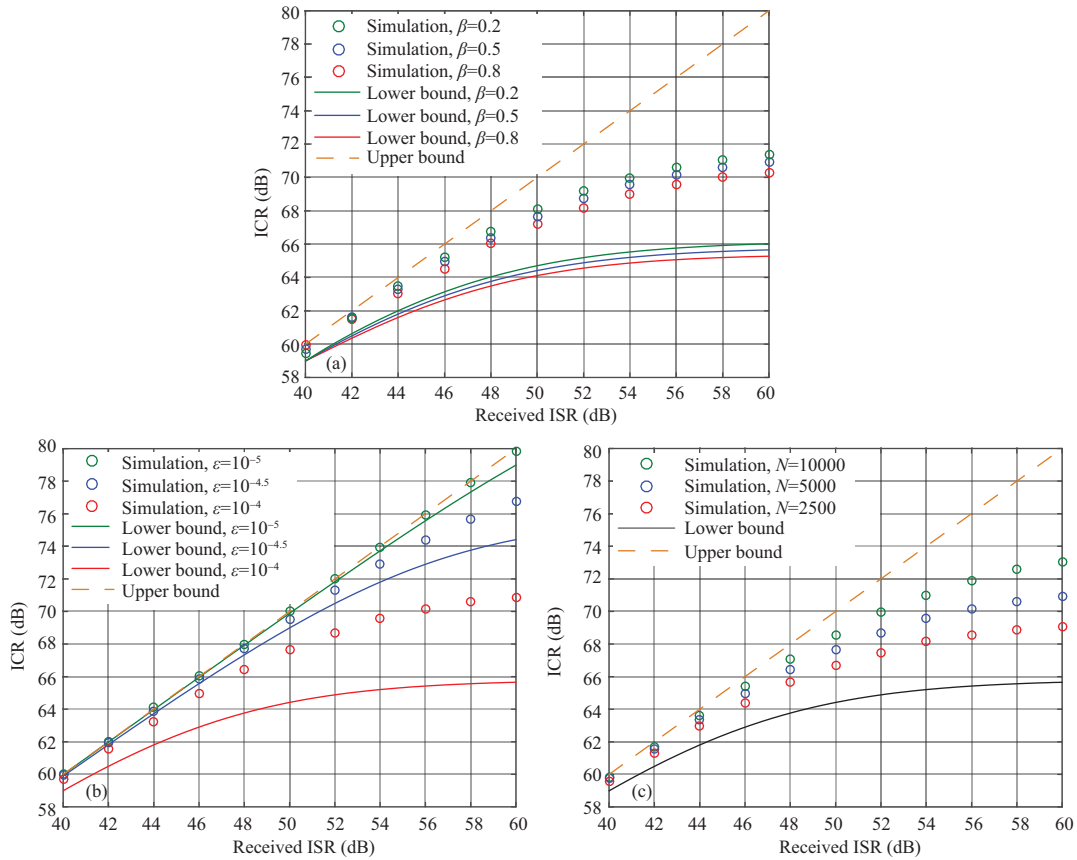 80
78
76
74
72
70
68
66
64
62
60
58
ICR (dB)
Simulation, β=0.2
Simulation, β=0.5
Simulation, β=0.8
Lower bound, β=0.2
Lower bound, β=0.5
Lower bound, β=0.8
Upper bound
(a)
40 42 44 46 48 50 52 54 56 58 60
Received ISR (dB)
80
78
76
74
72
70
68
66
64
62
60
58
ICR (dB)
Simulation, ε=10⁻⁵
Simulation, ε=10⁻⁴·⁵
Simulation, ε=10⁻⁴
Lower bound, ε=10⁻⁵
Lower bound, ε=10⁻⁴·⁵
Lower bound, ε=10⁻⁴
Upper bound
(b)
40 42 44 46 48 50 52 54 56 58 60
Received ISR (dB)
80
78
76
74
72
70
68
66
64
62
60
58
ICR (dB)
Simulation, N=10000
Simulation, N=5000
Simulation, N=2500
Lower bound
Upper bound
(c)
40 42 44 46 48 50 52 54 56 58 60
Received ISR (dB)